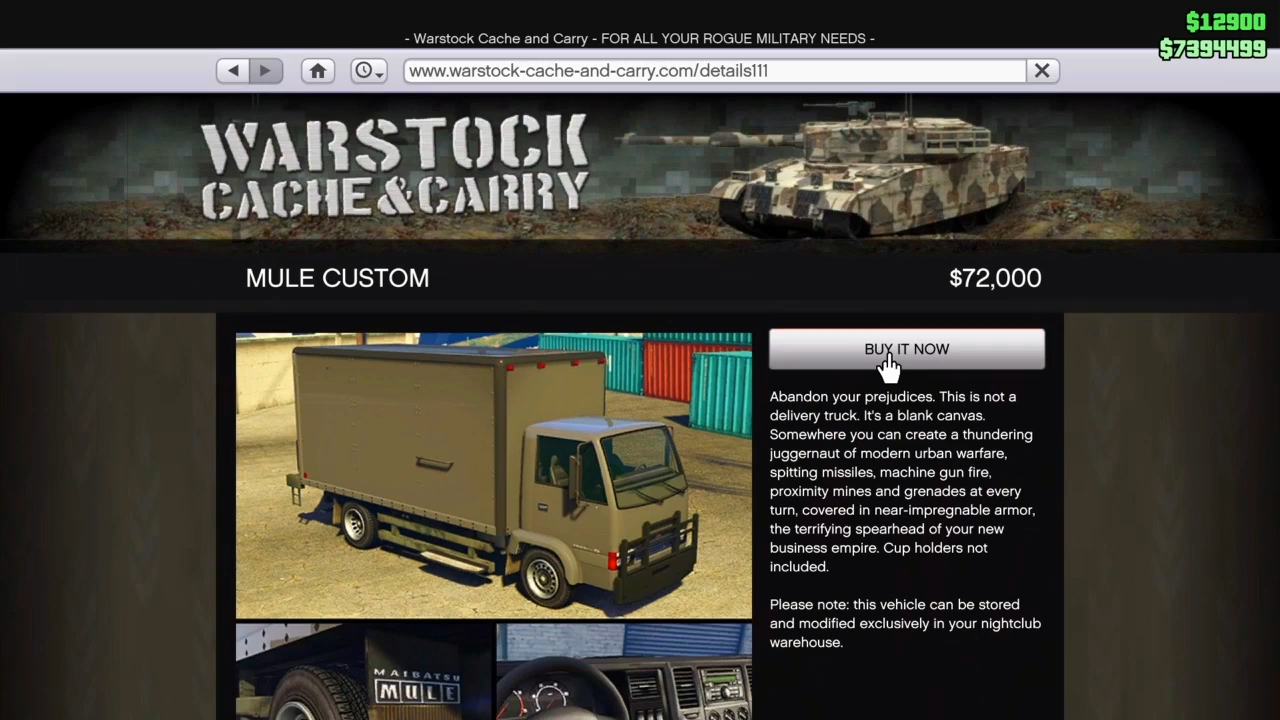 $12900
$7394499
- Warstock Cache and Carry - FOR ALL YOUR ROGUE MILITARY NEEDS -
www.warstock-cache-and-carry.com/details111
WARSTOCK
CACHE & CARRY
MULE CUSTOM
$72,000
BUY IT NOW
Abandon your prejudices. This is not a
delivery truck. It's a blank canvas.
Somewhere you can create a thundering
juggernaut of modern urban warfare,
spitting missiles, machine gun fire,
proximity mines and grenades at every
turn, covered in near-impregnable armor,
the terrifying spearhead of your new
business empire. Cup holders not
included.
Please note: this vehicle can be stored
and modified exclusively in your nightclub
warehouse.
MAIBATSU
MULE